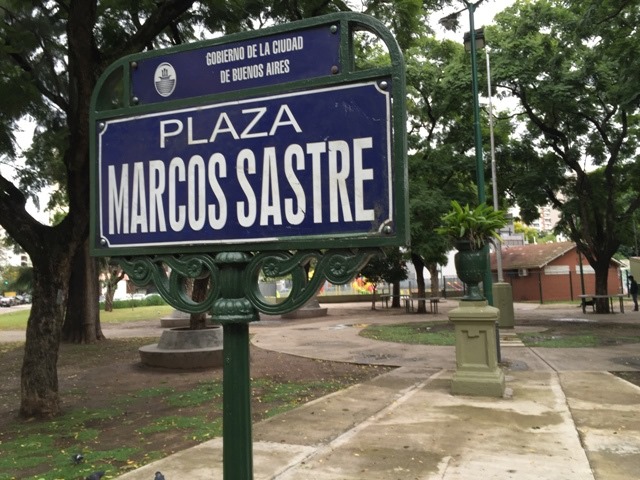 GOBIERNO DE LA CIUDAD
DE BUENOS AIRES
PLAZA
MARCOS SASTRE